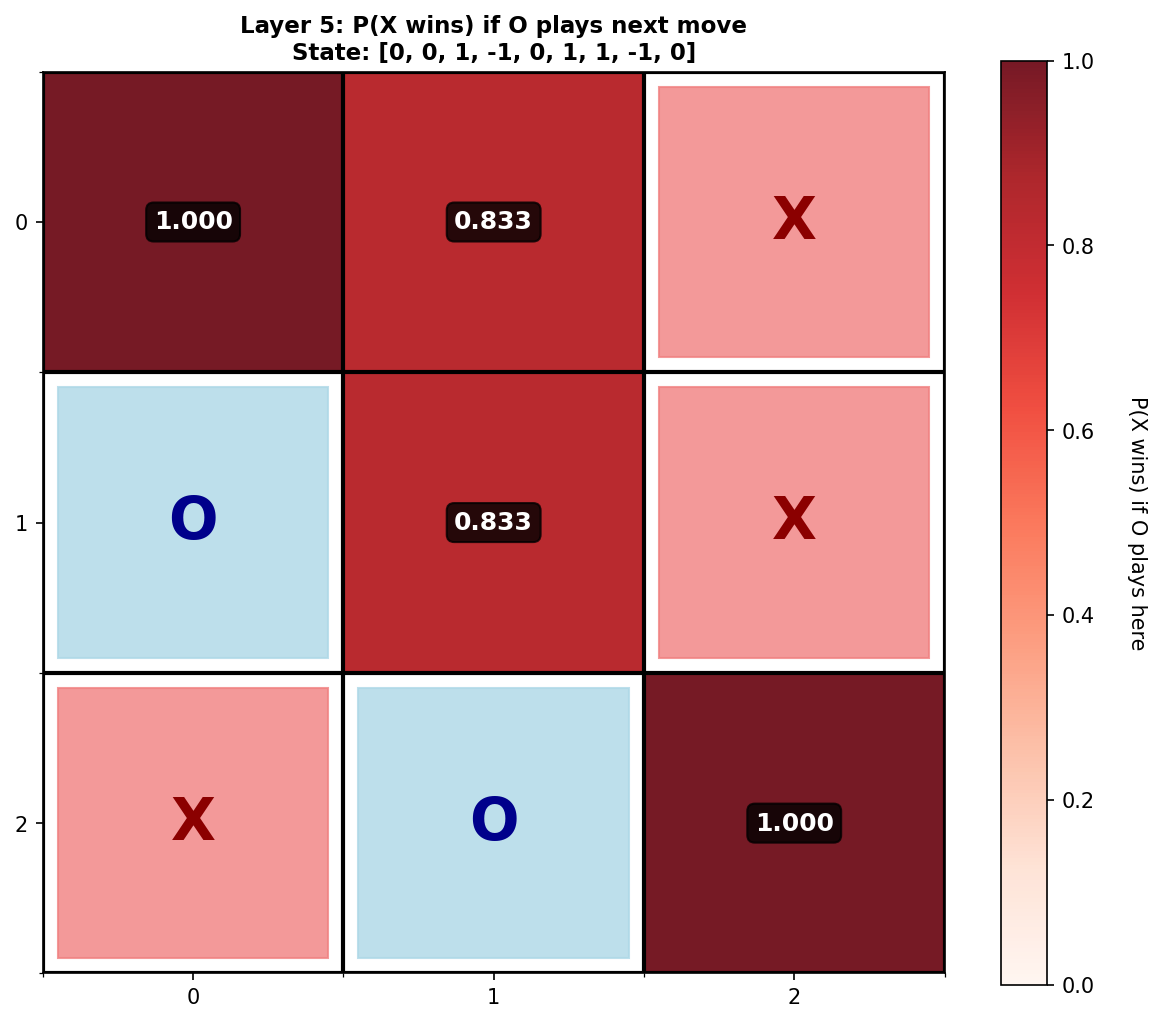 Layer 5: P(X wins) if O plays next move
State: [0, 0, 1, -1, 0, 1, 1, -1, 0]
0
1.000
0.833
X
1
O
0.833
X
2
X
O
1.000
0
1
2
1.0
0.8
0.6
0.4
0.2
0.0
P(X wins) if O plays here